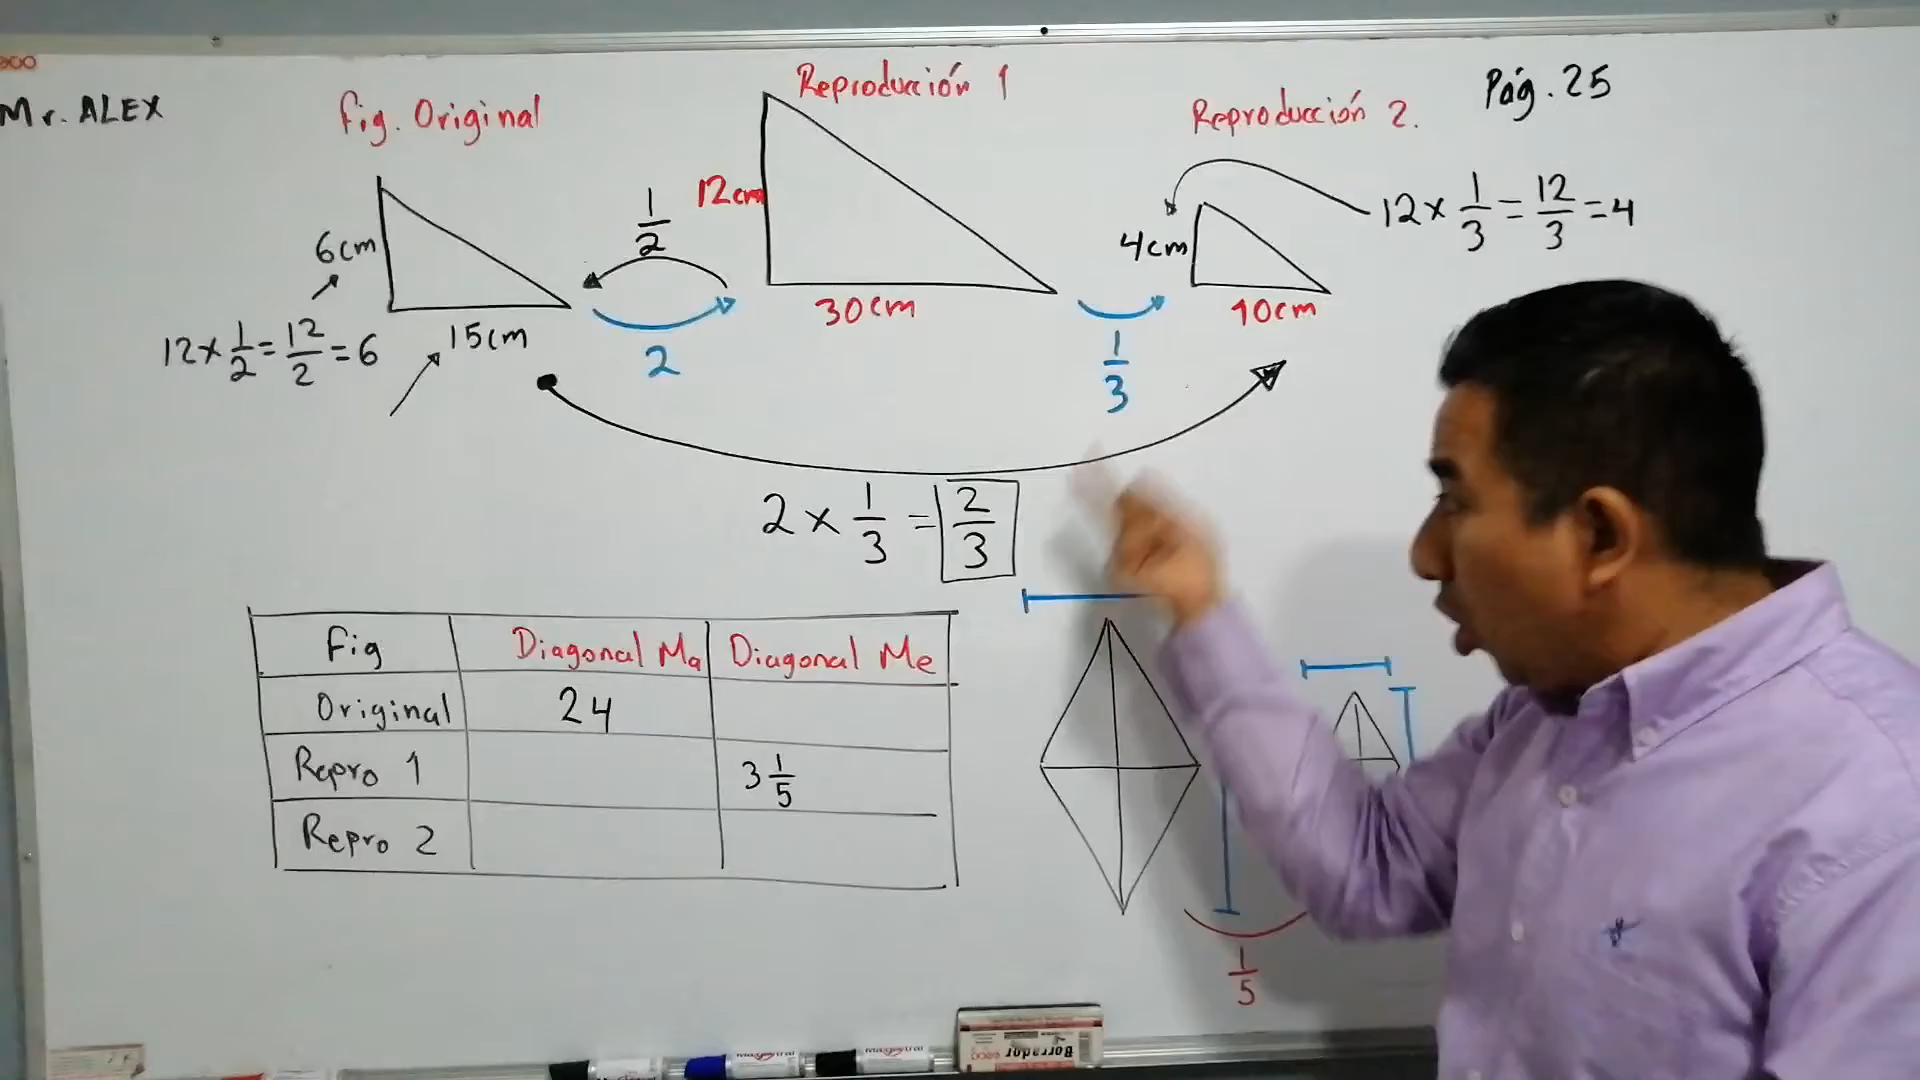 Mr. ALEX
fig. Original
Reproducción 1
Reproducción 2.
Pág. 25
6cm
15cm
12 x 1/2 = 12/2 = 6
1/2
2
12cm
30cm
1/3
4cm
10cm
12 x 1/3 = 12/3 = 4
2 x 1/3 = 2/3
Fig Diagonal Ma Diagonal Me
Original 24
Repro 1 3 1/5
Repro 2
1/5
Borrador